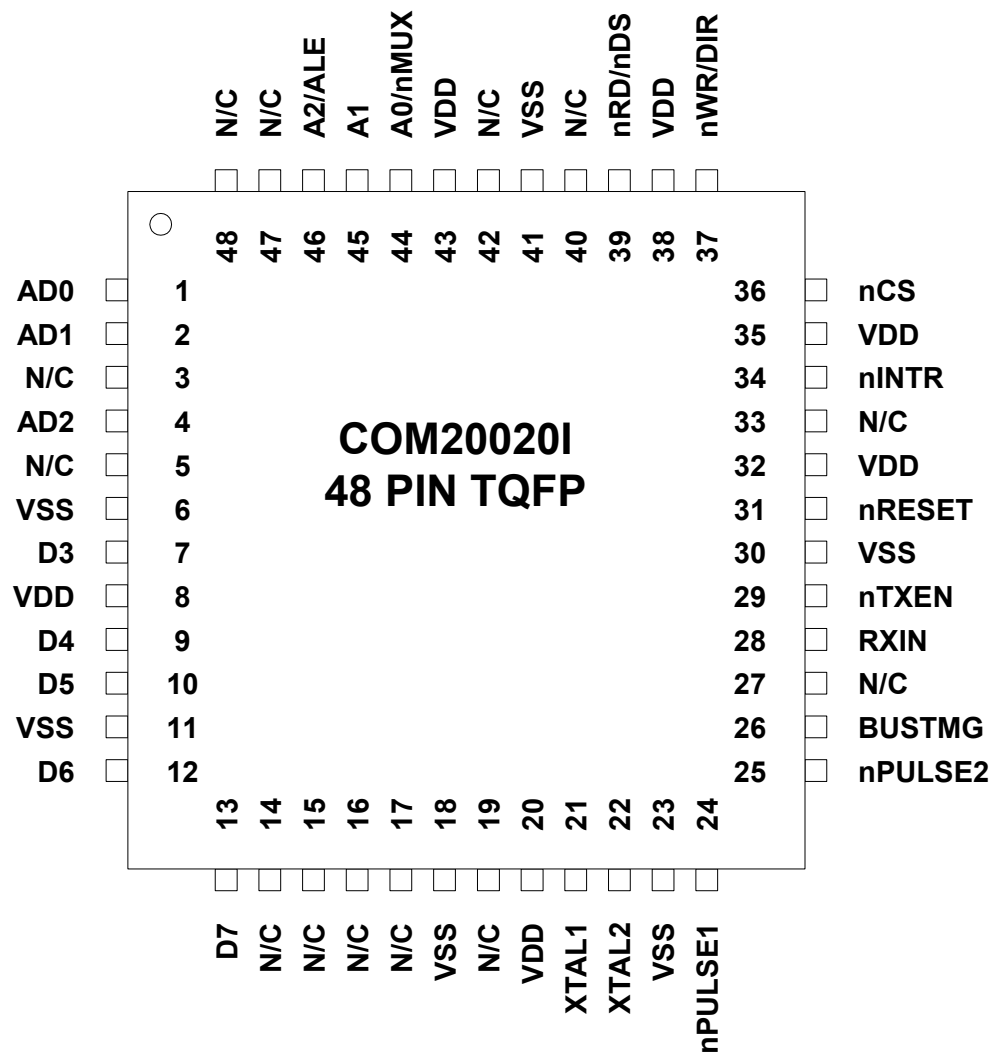 N/C
N/C
A2/ALE
A1
A0/nMUX
VDD
N/C
VSS
N/C
nRD/nDS
VDD
nWR/DIR
48
47
46
45
44
43
42
41
40
39
38
37
AD0 1
AD1 2
N/C 3
AD2 4
N/C 5
VSS 6
D3 7
VDD 8
D4 9
D5 10
VSS 11
D6 12
COM20020I
48 PIN TQFP
36 nCS
35 VDD
34 nINTR
33 N/C
32 VDD
31 nRESET
30 VSS
29 nTXEN
28 RXIN
27 N/C
26 BUSTMG
25 nPULSE2
13
14
15
16
17
18
19
20
21
22
23
24
D7
N/C
N/C
N/C
N/C
VSS
N/C
VDD
XTAL1
XTAL2
VSS
nPULSE1